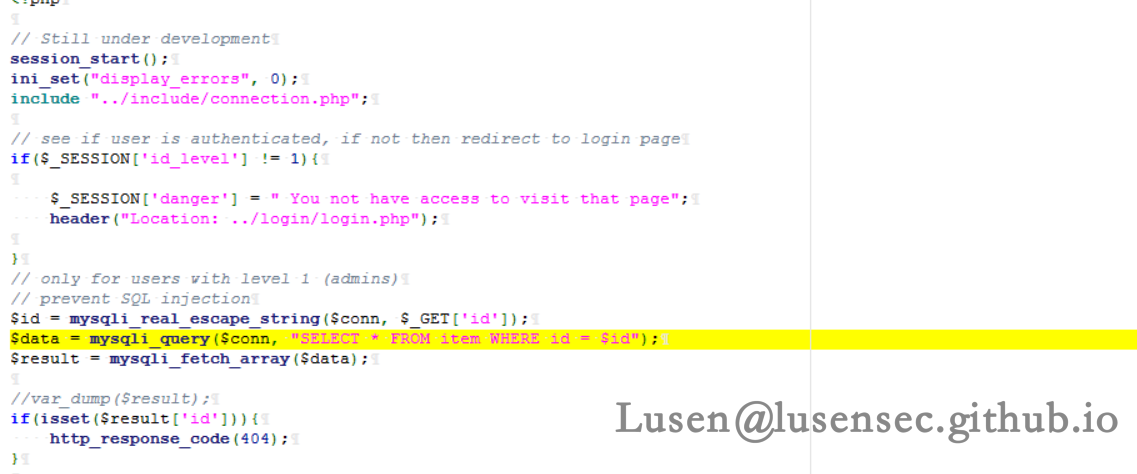 <?php
// Still under development
session_start();
ini_set("display_errors", 0);
include "../include/connection.php";
// see if user is authenticated, if not then redirect to login page
if($_SESSION['id_level'] != 1){
$_SESSION['danger'] = " You not have access to visit that page";
header("Location: ../login/login.php");
}
// only for users with level 1 (admins)
// prevent SQL injection
$id = mysqli_real_escape_string($conn, $_GET['id']);
$data = mysqli_query($conn, "SELECT * FROM item WHERE id = $id");
$result = mysqli_fetch_array($data);
//var_dump($result);
if(isset($result['id'])){
http_response_code(404);
}
Lusen@lusensec.github.io